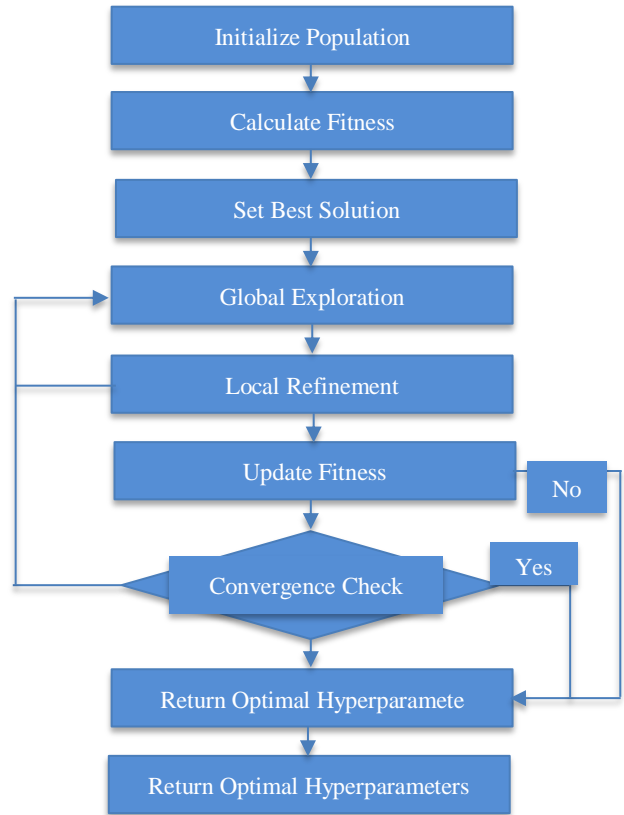 Initialize Population
Calculate Fitness
Set Best Solution
Global Exploration
Local Refinement
Update Fitness
No
Yes
Convergence Check
Return Optimal Hyperparamete
Return Optimal Hyperparameters